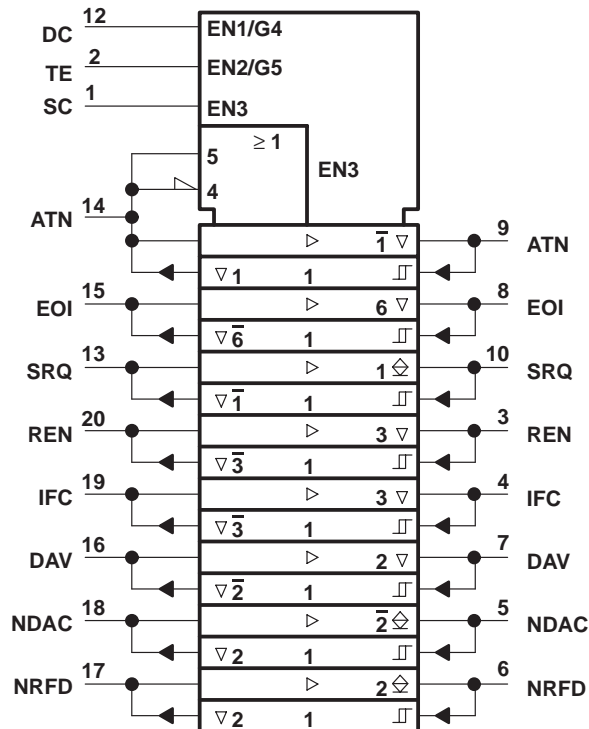 DC 12 EN1/G4
TE 2 EN2/G5
SC 1 EN3
≥ 1
5 EN3
4
ATN 14
▷ 1̅ ▽ 9 ATN
▽ 1 1
EOI 15 ▷ 6 ▽ 8 EOI
▽ 6̅ 1
SRQ 13 ▷ 1 10 SRQ
▽ 1̅ 1
REN 20 ▷ 3 ▽ 3 REN
▽ 3̅ 1
IFC 19 ▷ 3 ▽ 4 IFC
▽ 3̅ 1
DAV 16 ▷ 2 ▽ 7 DAV
▽ 2̅ 1
NDAC 18 ▷ 2̅ 5 NDAC
▽ 2 1
NRFD 17 ▷ 2 6 NRFD
▽ 2 1